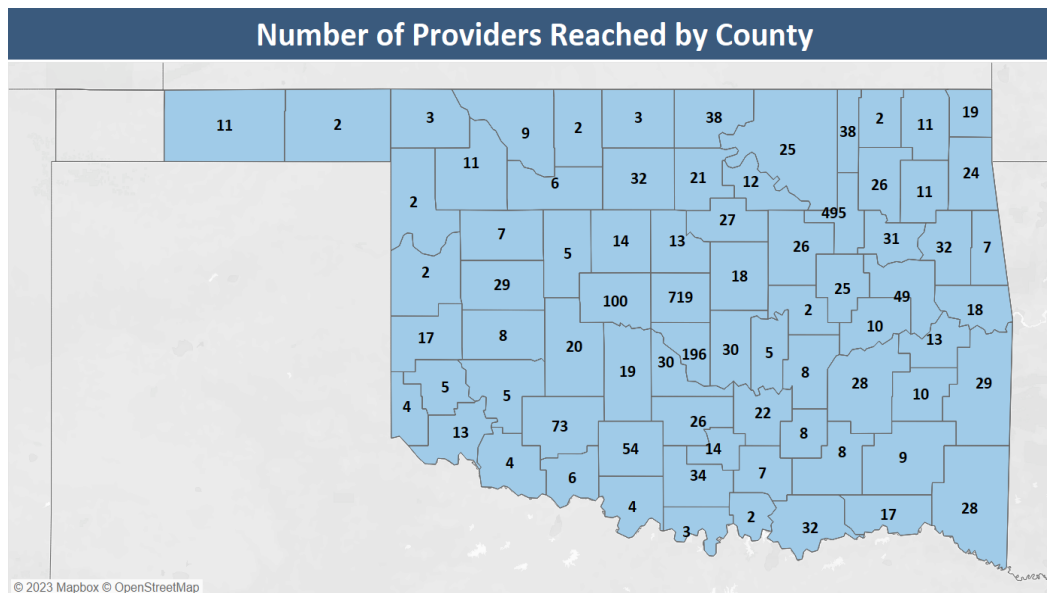 Number of Providers Reached by County
11 2 3 9 2 3 38 25 38 2 11 19
11 6 32 21 12 26 11 24
2 7 5 14 13 27 26 495 31 32 7
2 29 100 719 18 25 49 18
17 8 20 19 30 196 30 5 2 10 13
5 5 8 28 10 29
4 13 73 54 26 22 8 8 9
4 6 14 34 7
4 3 2 32 17 28
© 2023 Mapbox © OpenStreetMap